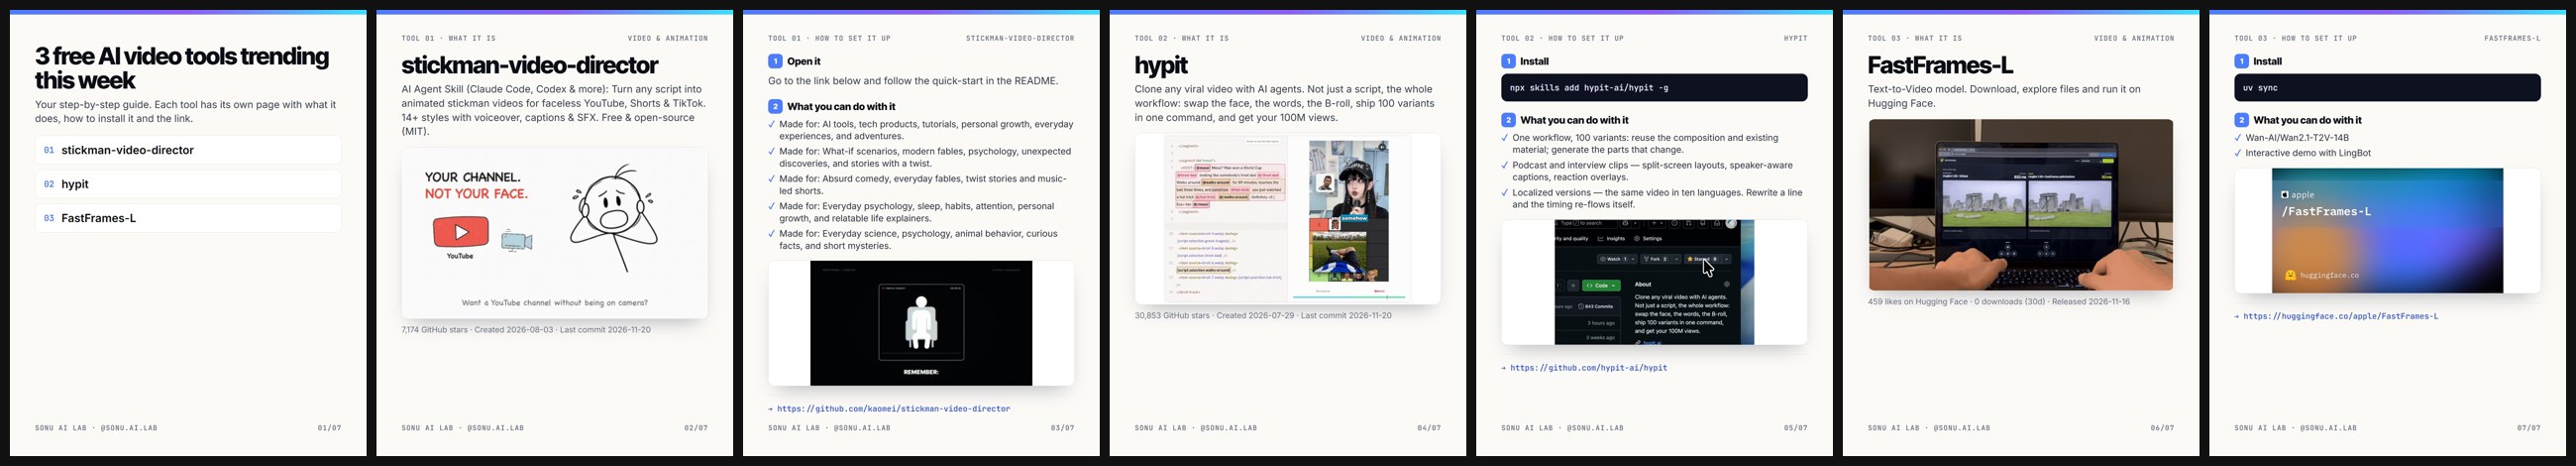 3 free AI video tools trending
this week
Your step-by-step guide. Each tool has its own page with what it
does, how to install it and the link.
01 stickman-video-director
02 hypit
03 FastFrames-L
SONU AI LAB · @SONU.AI.LAB
01/07
TOOL 01 · WHAT IT IS
VIDEO & ANIMATION
stickman-video-director
AI Agent Skill (Claude Code, Codex & more): Turn any script into
animated stickman videos for faceless YouTube, Shorts & TikTok.
14+ styles with voiceover, captions & SFX. Free & open-source
(MIT).
YOUR CHANNEL.
NOT YOUR FACE.
YouTube
Want a YouTube channel without being on camera?
7,174 GitHub stars · Created 2026-08-03 · Last commit 2026-11-20
SONU AI LAB · @SONU.AI.LAB
02/07
TOOL 01 · HOW TO SET IT UP
STICKMAN-VIDEO-DIRECTOR
1 Open it
Go to the link below and follow the quick-start in the README.
2 What you can do with it
✓ Made for: AI tools, tech products, tutorials, personal growth, everyday
experiences, and adventures.
✓ Made for: What-if scenarios, modern fables, psychology, unexpected
discoveries, and stories with a twist.
✓ Made for: Absurd comedy, everyday fables, twist stories and music-
led shorts.
✓ Made for: Everyday psychology, sleep, habits, attention, personal
growth, and relatable life explainers.
✓ Made for: Everyday science, psychology, animal behavior, curious
facts, and short mysteries.
REMEMBER:
→ https://github.com/kaomei/stickman-video-director
SONU AI LAB · @SONU.AI.LAB
03/07
TOOL 02 · WHAT IT IS
VIDEO & ANIMATION
hypit
Clone any viral video with AI agents. Not just a script, the whole
workflow: swap the face, the words, the B-roll, ship 100 variants
in one command, and get your 100M views.
somehow
30,853 GitHub stars · Created 2026-07-29 · Last commit 2026-11-20
SONU AI LAB · @SONU.AI.LAB
04/07
TOOL 02 · HOW TO SET IT UP
HYPIT
1 Install
npx skills add hypit-ai/hypit -g
2 What you can do with it
✓ One workflow, 100 variants: reuse the composition and existing
material; generate the parts that change.
✓ Podcast and interview clips — split-screen layouts, speaker-aware
captions, reaction overlays.
✓ Localized versions — the same video in ten languages. Rewrite a line
and the timing re-flows itself.
to search
ity and quality
Insights
Settings
Watch 1
Fork 2
Starred
Code
About
843 Commits
3 hours ago
3 weeks ago
Clone any viral video with AI agents.
Not just a script, the whole workflow:
swap the face, the words, the B-roll,
ship 100 variants in one command,
and get your 100M views.
hypit.ai
→ https://github.com/hypit-ai/hypit
SONU AI LAB · @SONU.AI.LAB
05/07
TOOL 03 · WHAT IT IS
VIDEO & ANIMATION
FastFrames-L
Text-to-Video model. Download, explore files and run it on
Hugging Face.
459 likes on Hugging Face · 0 downloads (30d) · Released 2026-11-16
SONU AI LAB · @SONU.AI.LAB
06/07
TOOL 03 · HOW TO SET IT UP
FASTFRAMES-L
1 Install
uv sync
2 What you can do with it
✓ Wan-AI/Wan2.1-T2V-14B
✓ Interactive demo with LingBot
apple
/FastFrames-L
huggingface.co
→ https://huggingface.co/apple/FastFrames-L
SONU AI LAB · @SONU.AI.LAB
07/07